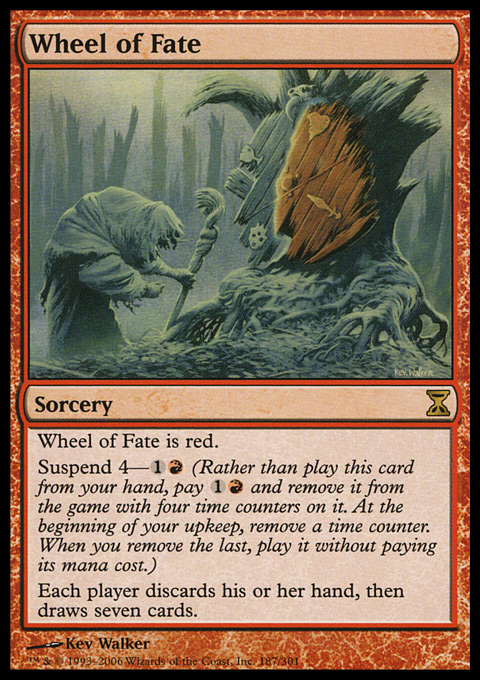 Wheel of Fate
Kev. Walker
Sorcery
Wheel of Fate is red.
Suspend 4—1 (Rather than play this card
from your hand, pay 1 and remove it from
the game with four time counters on it. At the
beginning of your upkeep, remove a time counter.
When you remove the last, play it without paying
its mana cost.)
Each player discards his or her hand, then
draws seven cards.
Kev Walker
™ & © 1993–2006 Wizards of the Coast, Inc. 187/301